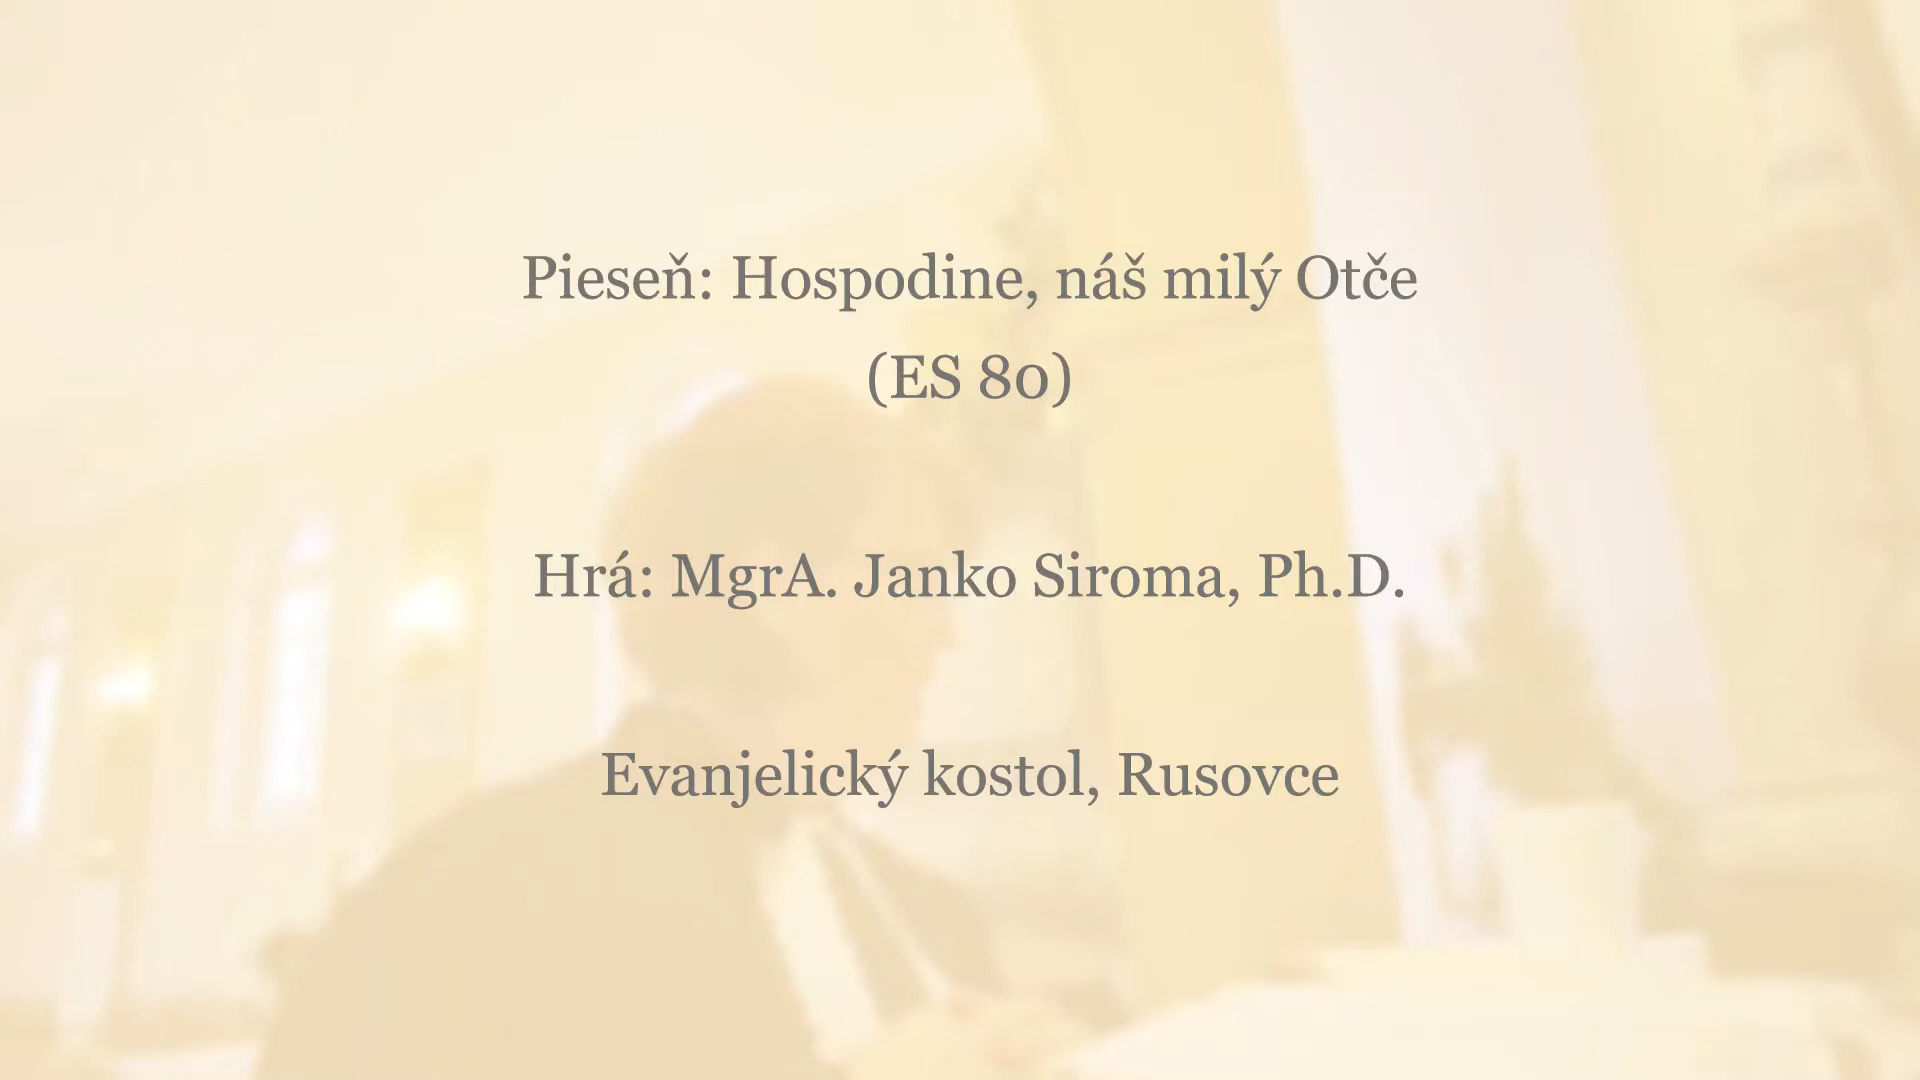 Pieseň: Hospodine, náš milý Otče
(ES 80)
Hrá: MgrA. Janko Siroma, Ph.D.
Evanjelický kostol, Rusovce